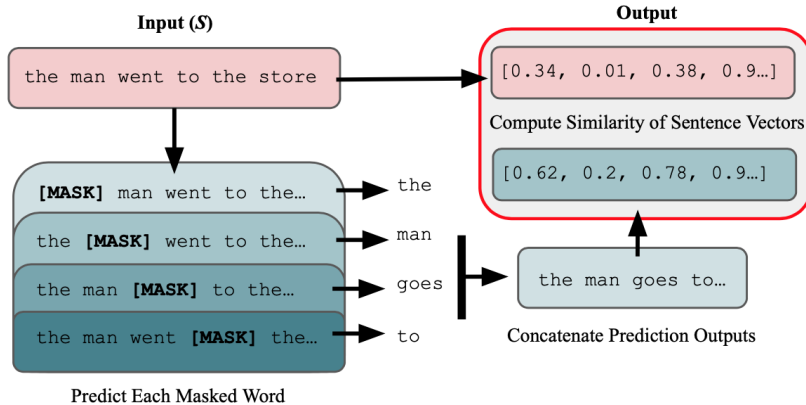 Input (S)
the man went to the store
[MASK] man went to the…
the [MASK] went to the…
the man [MASK] to the…
the man went [MASK] the…
Predict Each Masked Word
the
man
goes
to
the man goes to…
Concatenate Prediction Outputs
Output
[0.34, 0.01, 0.38, 0.9…]
Compute Similarity of Sentence Vectors
[0.62, 0.2, 0.78, 0.9…]